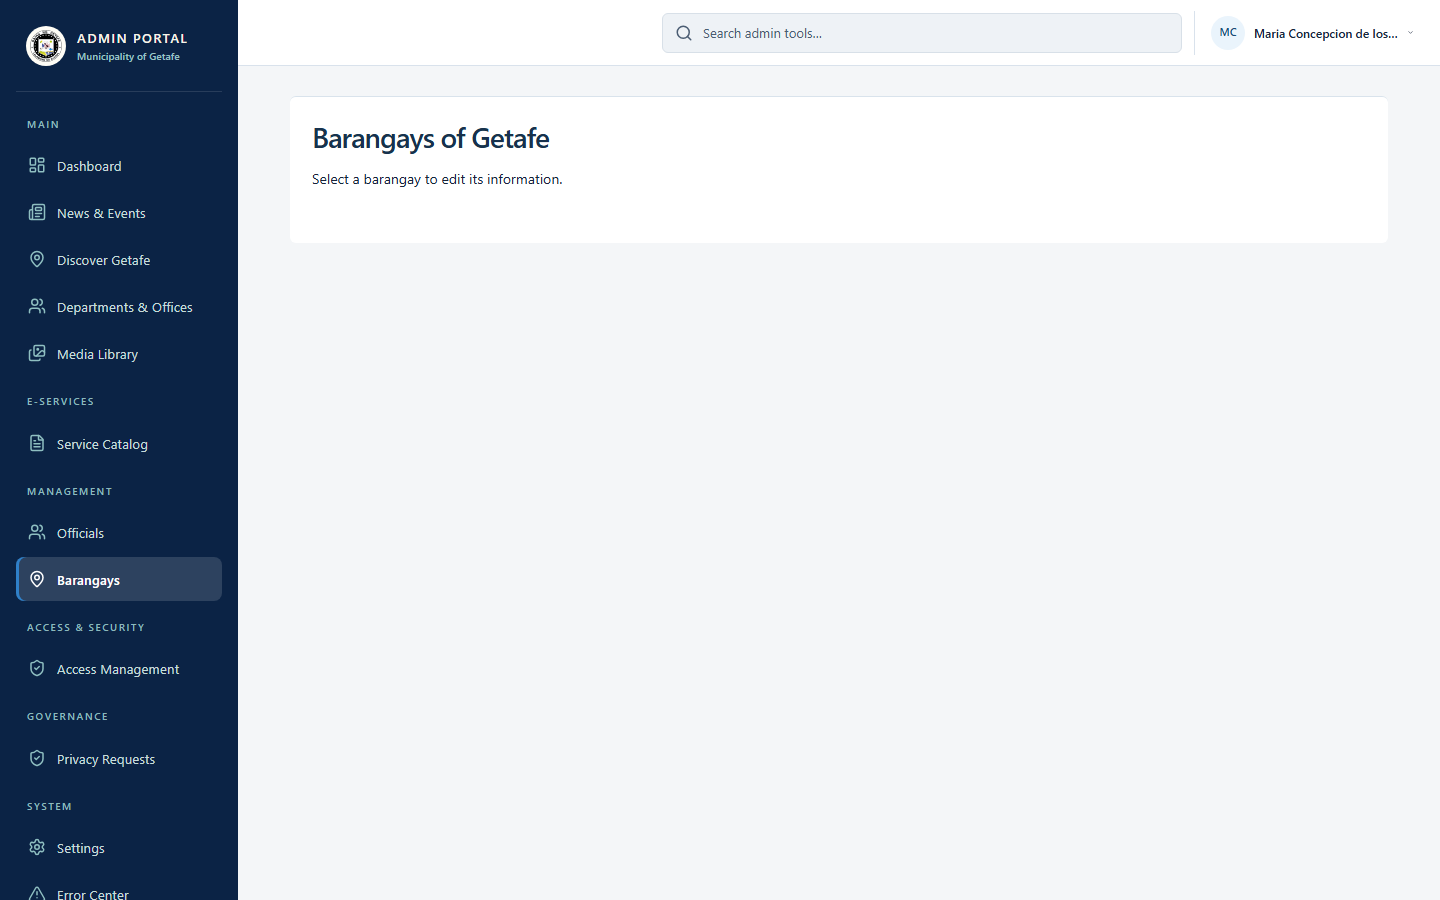 ADMIN PORTAL
Municipality of Getafe
MAIN
Dashboard
News & Events
Discover Getafe
Departments & Offices
Media Library
E-SERVICES
Service Catalog
MANAGEMENT
Officials
Barangays
ACCESS & SECURITY
Access Management
GOVERNANCE
Privacy Requests
SYSTEM
Settings
Error Center
Search admin tools...
MC
Maria Concepcion de los...
Barangays of Getafe
Select a barangay to edit its information.